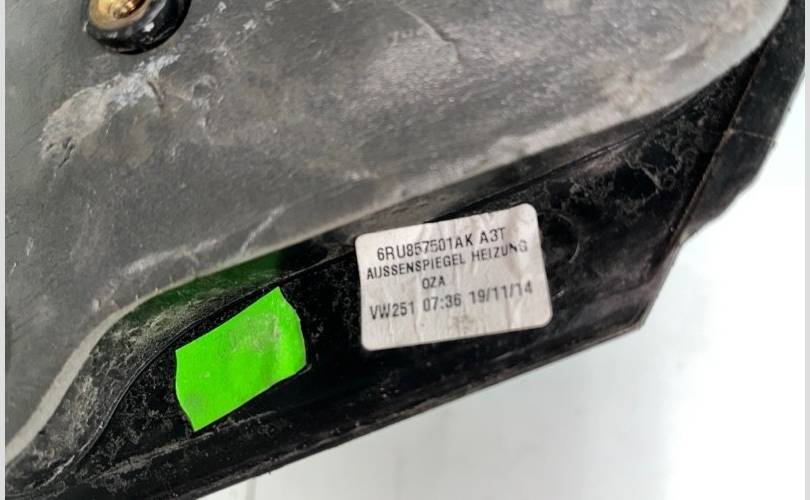 6RU857501AK A3T
AUSSENSPIEGEL HEIZUNG
OZA
VW251 07:36 19/11/14